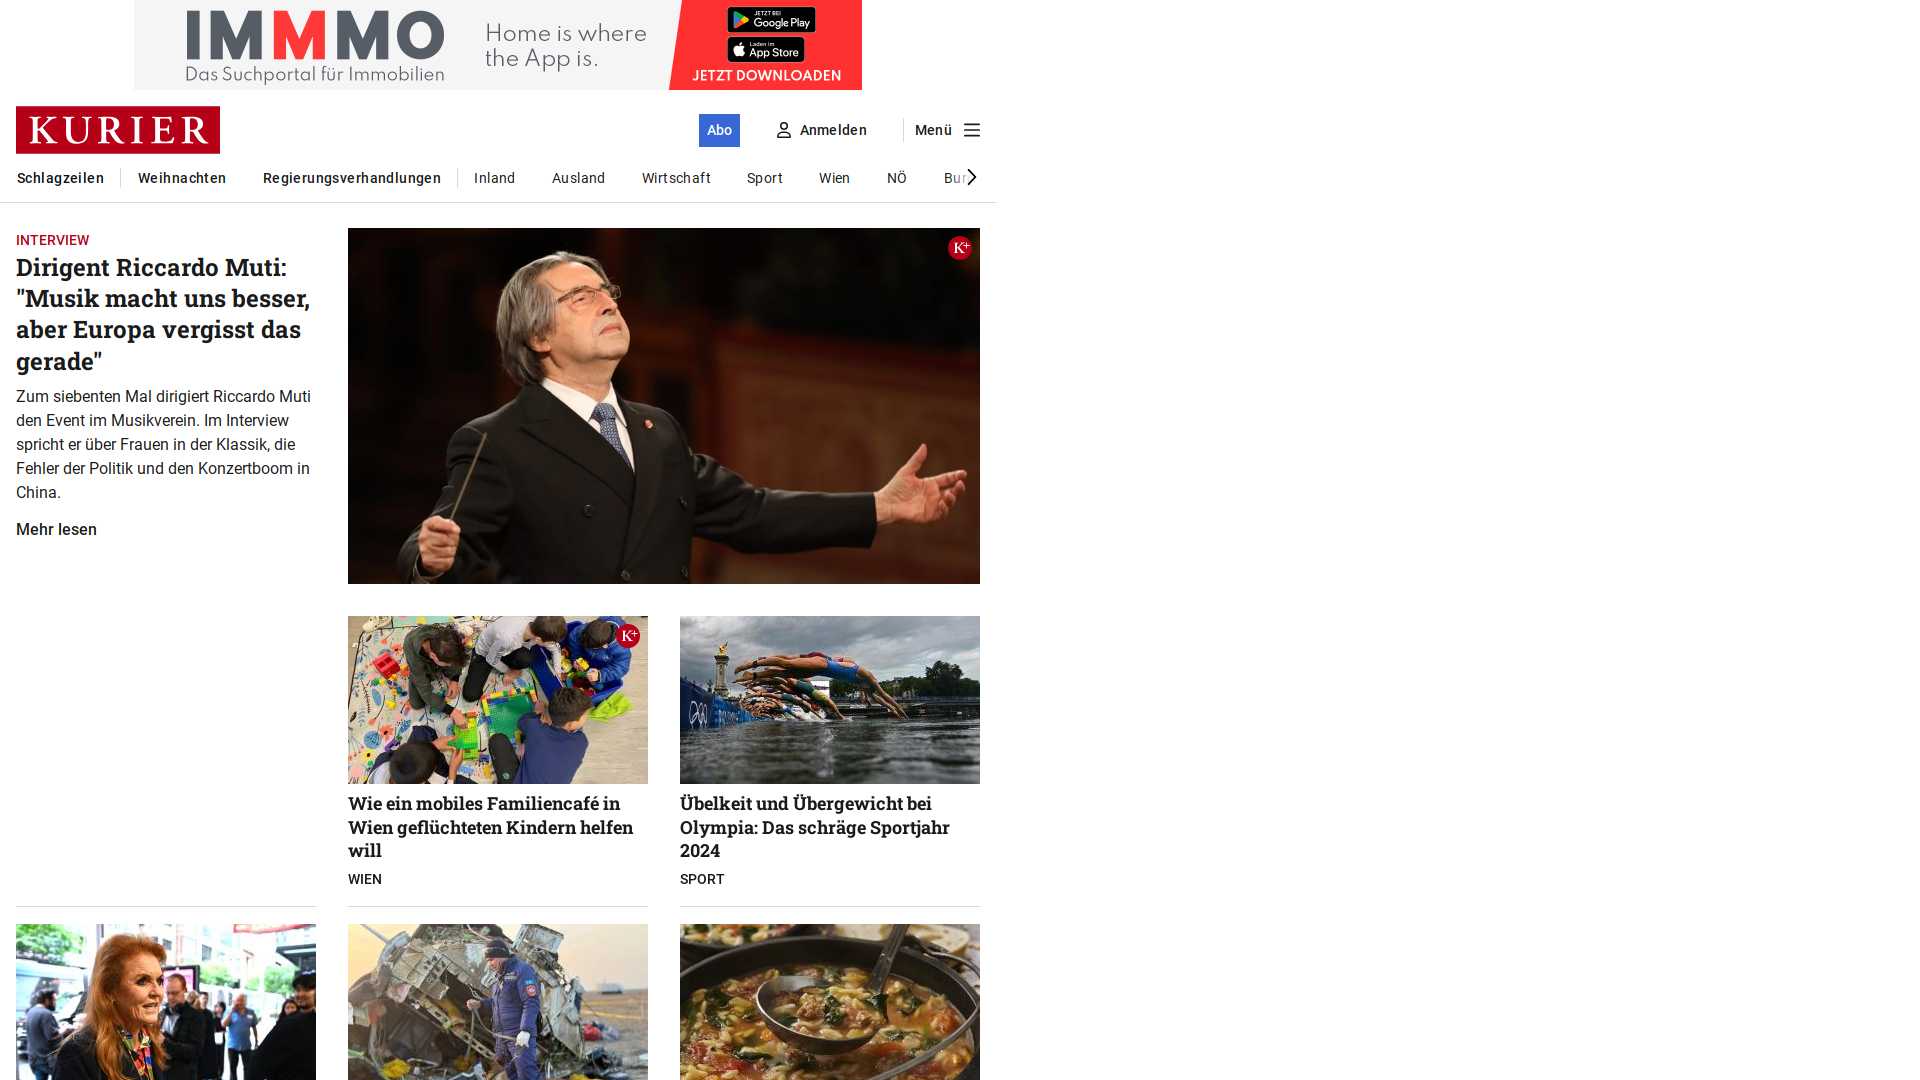 IMMMO
Das Suchportal für Immobilien
Home is where
the App is.
JETZT BEI
Google Play
Laden im
App Store
JETZT DOWNLOADEN
KURIER
Abo
Anmelden
Menü
Schlagzeilen
Weihnachten
Regierungsverhandlungen
Inland
Ausland
Wirtschaft
Sport
Wien
NÖ
Bur
INTERVIEW
Dirigent Riccardo Muti:
"Musik macht uns besser,
aber Europa vergisst das
gerade"
Zum siebenten Mal dirigiert Riccardo Muti
den Event im Musikverein. Im Interview
spricht er über Frauen in der Klassik, die
Fehler der Politik und den Konzertboom in
China.
Mehr lesen
K+
K+
Wie ein mobiles Familiencafé in
Wien geflüchteten Kindern helfen
will
WIEN
Übelkeit und Übergewicht bei
Olympia: Das schräge Sportjahr
2024
SPORT